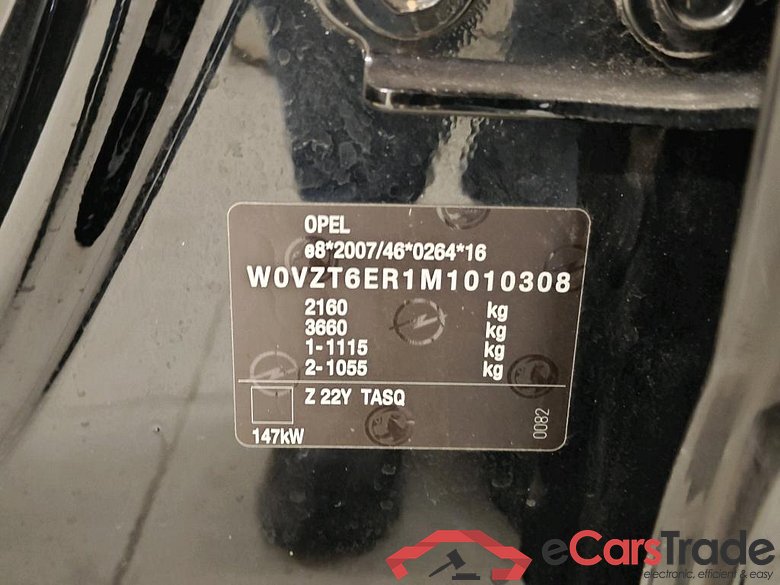 OPEL
e8*2007/46*0264*16
W0VZT6ER1M1010308
2160 kg
3660 kg
1-1115 kg
2-1055 kg
Z 22Y TASQ
147kW
0082
eCarsTrade
electronic, efficient & easy